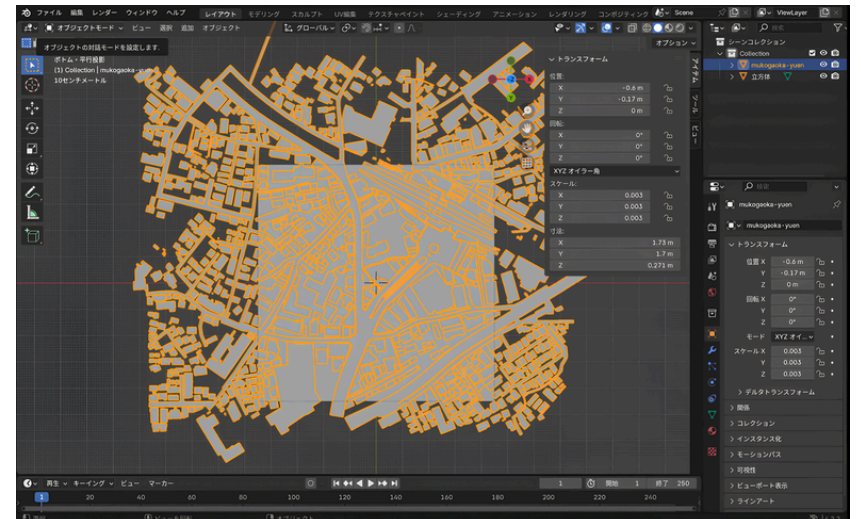 ファイル 編集 レンダー ウィンドウ ヘルプ レイアウト モデリング スカルプト UV編集 テクスチャペイント シェーディング アニメーション レンダリング コンポジティング Scene ViewLayer
オブジェクトモード ビュー 選択 追加 オブジェクト グローバル
オプション
オブジェクトの対話モードを設定します.
ボトム・平行投影
(1) Collection | mukogaoka-yuen
10センチメートル
トランスフォーム
位置:
X -0.6 m
Y -0.17 m
Z 0 m
回転:
X 0°
Y 0°
Z 0°
XYZ オイラー角
スケール:
X 0.003
Y 0.003
Z 0.003
寸法:
X 1.73 m
Y 1.7 m
Z 0.271 m
アイテム
ツール
ビュー
シーンコレクション
Collection
mukogaoka-yuen
立方体
検索
mukogaoka-yuen
mukogaoka-yuen
トランスフォーム
位置 X -0.6 m
Y -0.17 m
Z 0 m
回転 X 0°
Y 0°
Z 0°
モード XYZ オイ...
スケール X 0.003
Y 0.003
Z 0.003
デルタトランスフォーム
関係
コレクション
インスタンス化
モーションパス
可視性
ビューポート表示
ラインアート
再生 キーイング ビュー マーカー
1 開始 1 終了 250
1 20 40 60 80 100 120 140 160 180 200 220 240